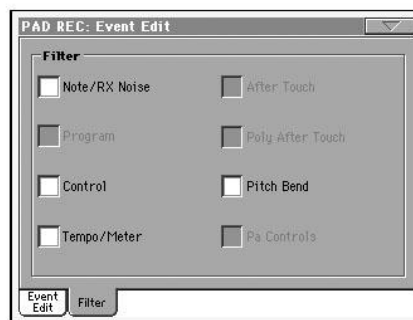 PAD REC: Event Edit
Filter
Note/RX Noise
After Touch
Program
Poly After Touch
Control
Pitch Bend
Tempo/Meter
Pa Controls
Event
Edit
Filter